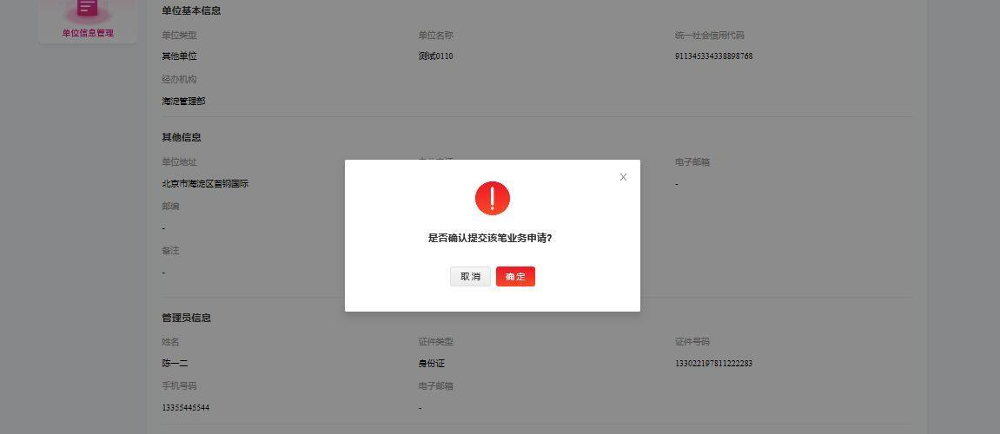 单位基本信息
单位信息管理
单位类型 单位名称 统一社会信用代码
其他单位 测试0110 911345334338898768
经办机构
海淀管理部
其他信息
单位地址 电子邮箱
北京市海淀区首钢国际 -
邮编
-
备注
-
是否确认提交该笔业务申请?
取消 确定
管理员信息
姓名 证件类型 证件号码
陈一二 身份证 133022197811222283
手机号码 电子邮箱
13355445544 -